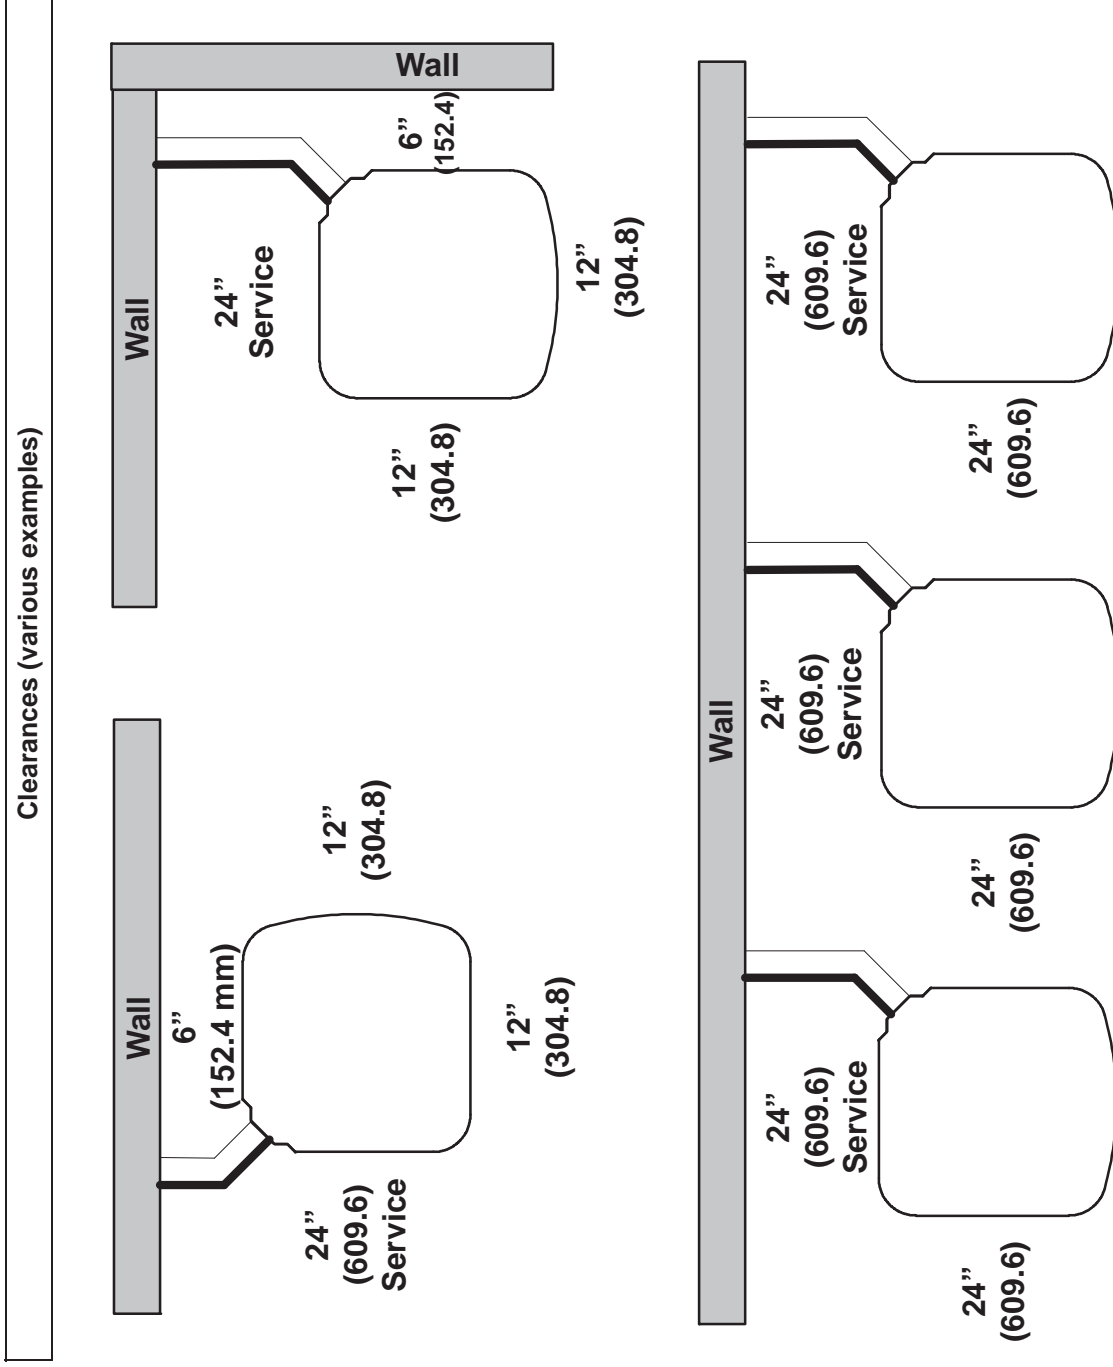 Clearances (various examples)
Wall
6”
(152.4 mm)
24”
(609.6)
Service
12”
(304.8)
12”
(304.8)
Wall
24”
Service
Wall
6”
(152.4)
12”
(304.8)
12”
(304.8)
Wall
24”
(609.6)
Service
24”
(609.6)
Service
24”
(609.6)
Service
24”
(609.6)
24”
(609.6)
24”
(609.6)